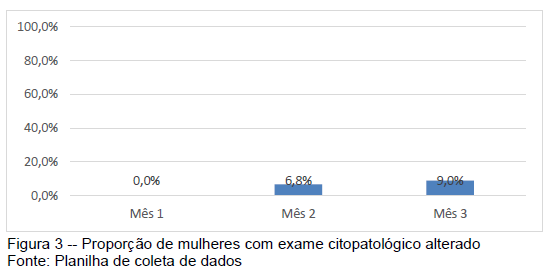 100,0%
80,0%
60,0%
40,0%
20,0%
0,0%
0,0%
6,8%
9,0%
Mês 1
Mês 2
Mês 3
Figura 3 -- Proporção de mulheres com exame citopatológico alterado
Fonte: Planilha de coleta de dados